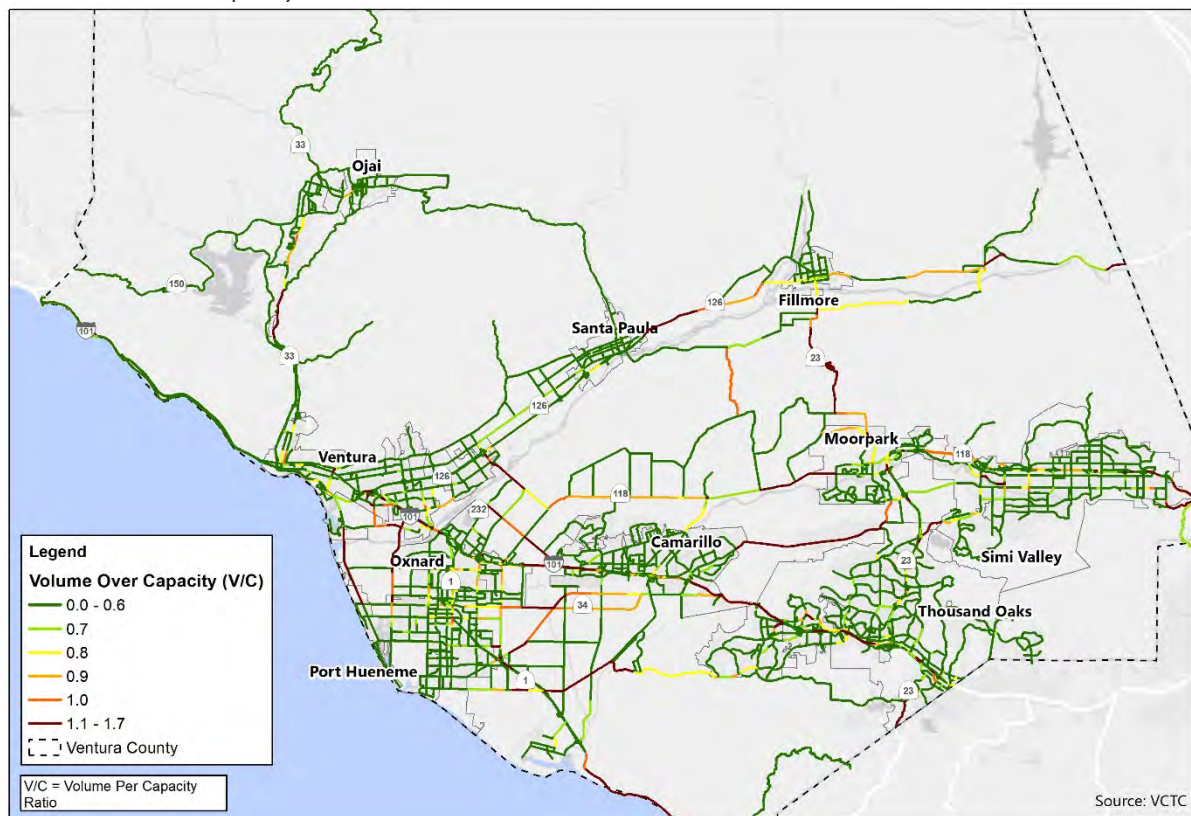 33
Ojai
150
101
33
126
Fillmore
Santa Paula
23
126
Moorpark
Ventura
118
126
118
232
101
Camarillo
101
Oxnard
Simi Valley
23
1
34
Thousand Oaks
Port Hueneme
1
23
Legend
Volume Over Capacity (V/C)
0.0 - 0.6
0.7
0.8
0.9
1.0
1.1 - 1.7
Ventura County
V/C = Volume Per Capacity
Ratio
Source: VCTC